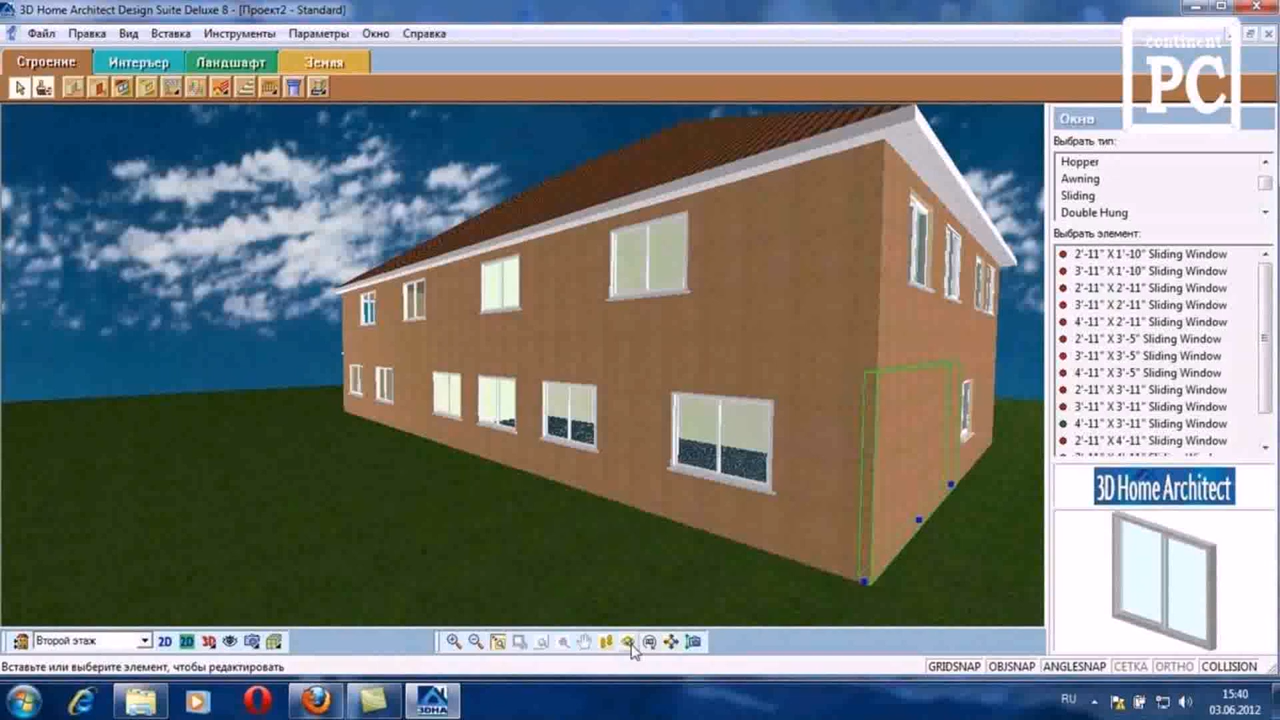 3D Home Architect Design Suite Deluxe 8 - [Проект2 - Standard]
Файл Правка Вид Вставка Инструменты Параметры Окно Справка
continent
PC
Строение Интерьер Ландшафт Земля
Окна
Выбрать тип:
Hopper
Awning
Sliding
Double Hung
Выбрать элемент:
2'-11" X 1'-10" Sliding Window
3'-11" X 1'-10" Sliding Window
2'-11" X 2'-11" Sliding Window
3'-11" X 2'-11" Sliding Window
4'-11" X 2'-11" Sliding Window
2'-11" X 3'-5" Sliding Window
3'-11" X 3'-5" Sliding Window
4'-11" X 3'-5" Sliding Window
2'-11" X 3'-11" Sliding Window
3'-11" X 3'-11" Sliding Window
4'-11" X 3'-11" Sliding Window
2'-11" X 4'-11" Sliding Window
3D Home Architect
Второй этаж 2D 2D 3D
Вставьте или выберите элемент, чтобы редактировать
GRIDSNAP OBJSNAP ANGLESNAP СЕТКА ORTHO COLLISION
3DHA
RU
15:40
03.06.2012